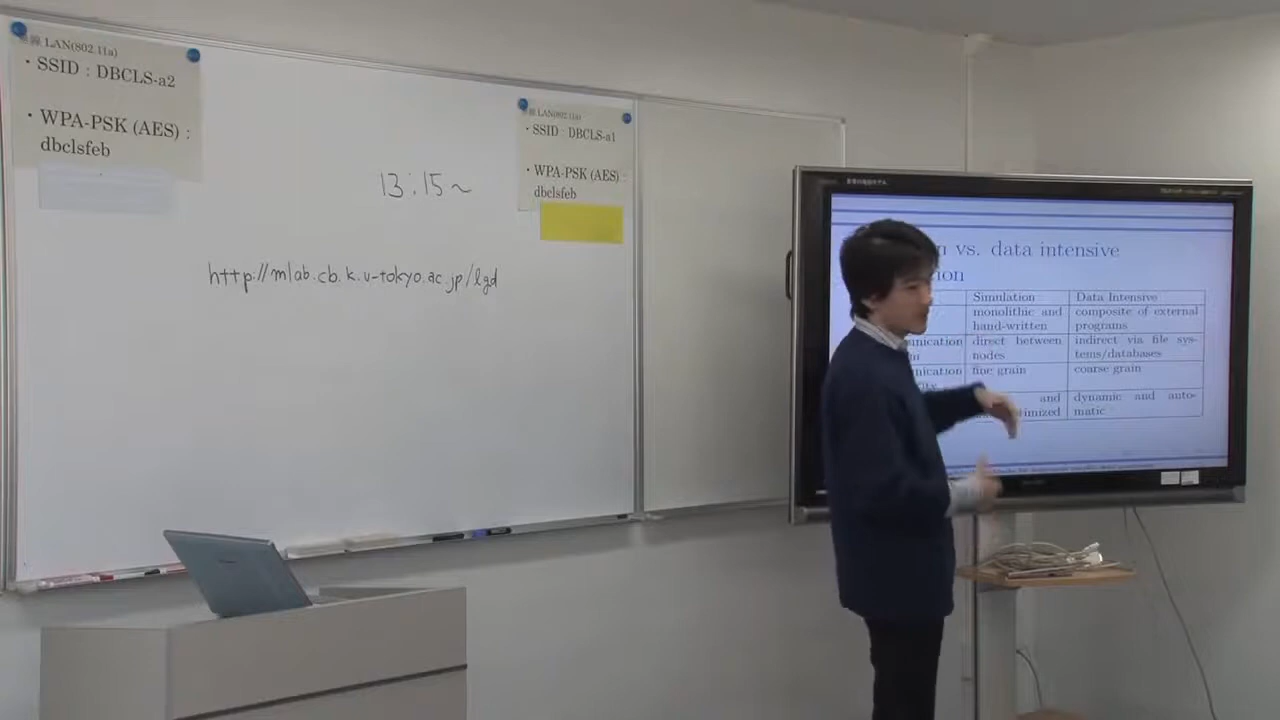 LAN(802.11a)
・SSID : DBCLS-a2
・WPA-PSK (AES) :
dbclsfeb
LAN(802.11a)
・SSID : DBCLS-a1
・WPA-PSK (AES) :
dbclsfeb
13:15~
http://mlab.cb.k.u-tokyo.ac.jp/lgd
vs. data intensive
Simulation Data Intensive
monolithic and composite of external
hand-written programs
direct between indirect via file sys-
nodes tems/databases
fine grain coarse grain
and dynamic and auto-
matic